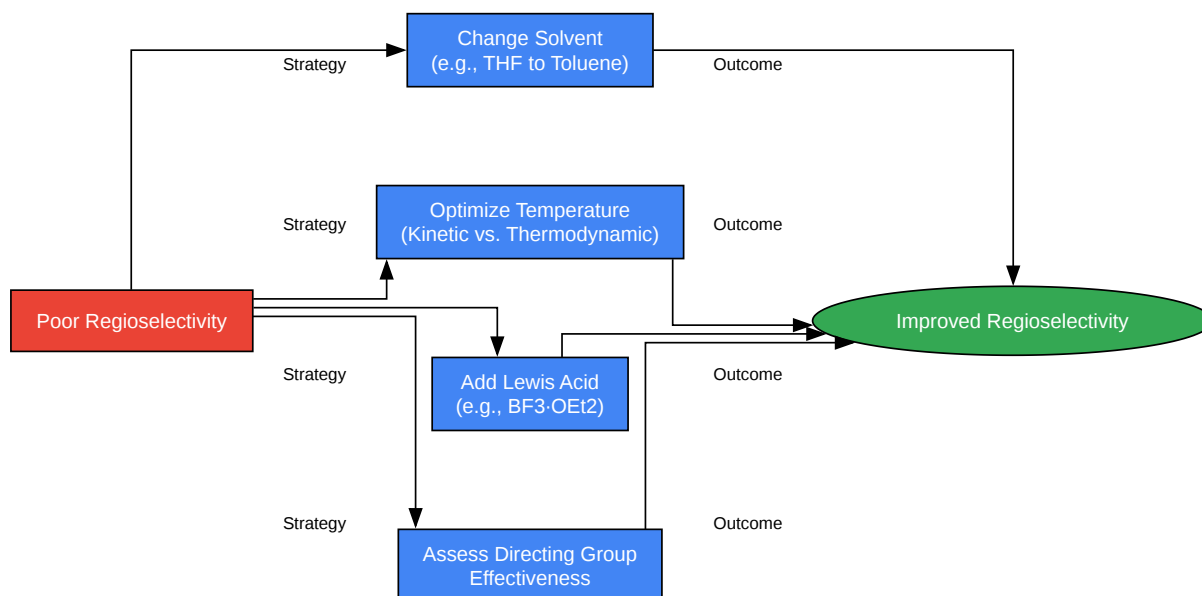 Change Solvent
(e.g., THF to Toluene)
Strategy
Outcome
Optimize Temperature
(Kinetic vs. Thermodynamic)
Strategy
Outcome
Poor Regioselectivity
Improved Regioselectivity
Strategy
Add Lewis Acid
(e.g., BF3·OEt2)
Outcome
Strategy
Outcome
Assess Directing Group
Effectiveness